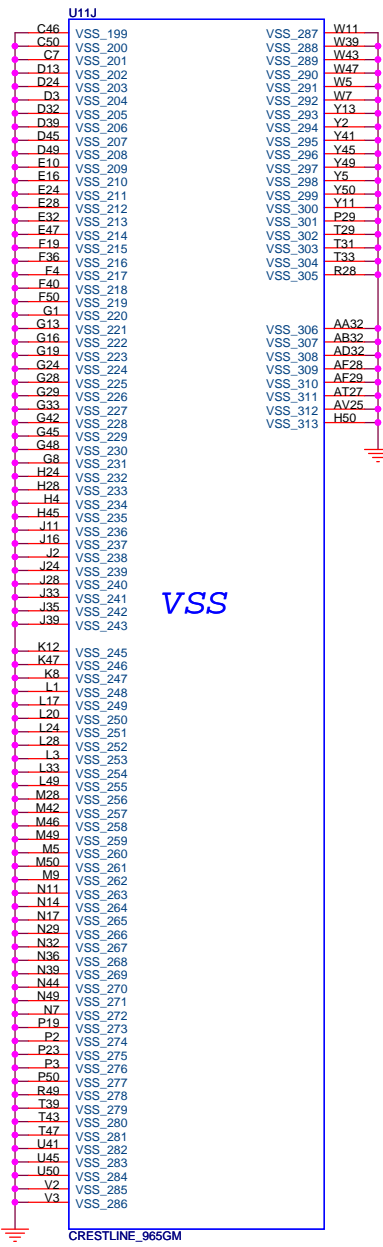 U11J
C46 VSS_199
C50 VSS_200
C7 VSS_201
D13 VSS_202
D24 VSS_203
D3 VSS_204
D32 VSS_205
D39 VSS_206
D45 VSS_207
D49 VSS_208
E10 VSS_209
E16 VSS_210
E24 VSS_211
E28 VSS_212
E32 VSS_213
E47 VSS_214
F19 VSS_215
F36 VSS_216
F4 VSS_217
F40 VSS_218
F50 VSS_219
G1 VSS_220
G13 VSS_221
G16 VSS_222
G19 VSS_223
G24 VSS_224
G28 VSS_225
G29 VSS_226
G33 VSS_227
G42 VSS_228
G45 VSS_229
G48 VSS_230
G8 VSS_231
H24 VSS_232
H28 VSS_233
H4 VSS_234
H45 VSS_235
J11 VSS_236
J16 VSS_237
J2 VSS_238
J24 VSS_239
J28 VSS_240
J33 VSS_241
J35 VSS_242
J39 VSS_243
K12 VSS_245
K47 VSS_246
K8 VSS_247
L1 VSS_248
L17 VSS_249
L20 VSS_250
L24 VSS_251
L28 VSS_252
L3 VSS_253
L33 VSS_254
L49 VSS_255
M28 VSS_256
M42 VSS_257
M46 VSS_258
M49 VSS_259
M5 VSS_260
M50 VSS_261
M9 VSS_262
N11 VSS_263
N14 VSS_264
N17 VSS_265
N29 VSS_266
N32 VSS_267
N36 VSS_268
N39 VSS_269
N44 VSS_270
N49 VSS_271
N7 VSS_272
P19 VSS_273
P2 VSS_274
P23 VSS_275
P3 VSS_276
P50 VSS_277
R49 VSS_278
T39 VSS_279
T43 VSS_280
T47 VSS_281
U41 VSS_282
U45 VSS_283
U50 VSS_284
V2 VSS_285
V3 VSS_286
VSS
VSS_287 W11
VSS_288 W39
VSS_289 W43
VSS_290 W47
VSS_291 W5
VSS_292 W7
VSS_293 Y13
VSS_294 Y2
VSS_295 Y41
VSS_296 Y45
VSS_297 Y49
VSS_298 Y5
VSS_299 Y50
VSS_300 Y11
VSS_301 P29
VSS_302 T29
VSS_303 T31
VSS_304 T33
VSS_305 R28
VSS_306 AA32
VSS_307 AB32
VSS_308 AD32
VSS_309 AF28
VSS_310 AF29
VSS_311 AT27
VSS_312 AV25
VSS_313 H50
CRESTLINE_965GM